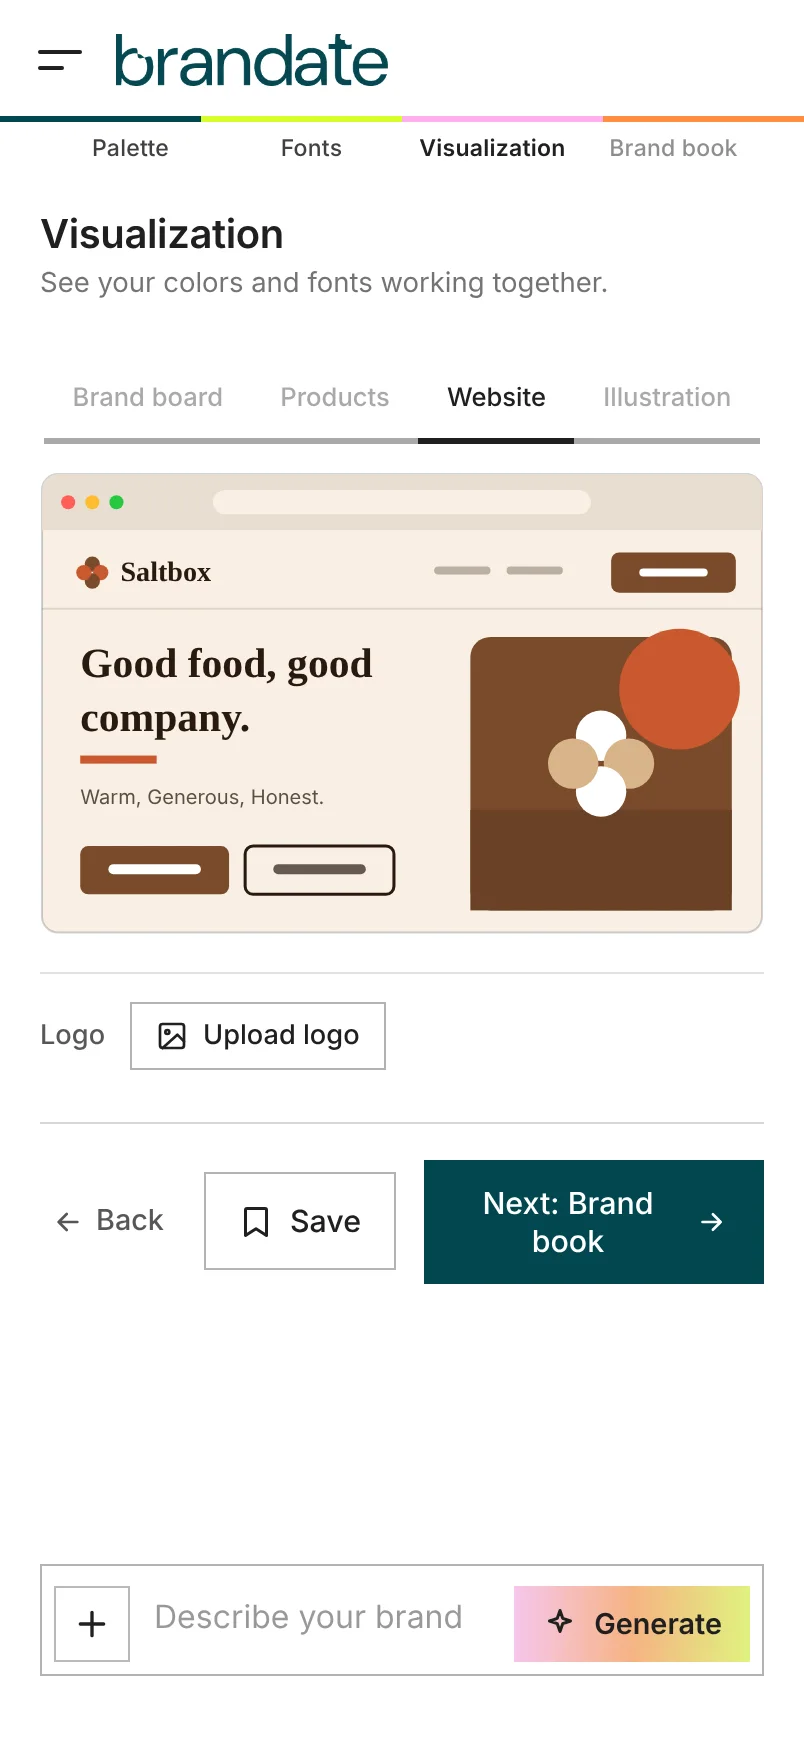 brandate
Palette Fonts Visualization Brand book
Visualization
See your colors and fonts working together.
Brand board Products Website Illustration
Saltbox
Good food, good
company.
Warm, Generous, Honest.
Logo Upload logo
Back Save Next: Brand
book
Describe your brand Generate